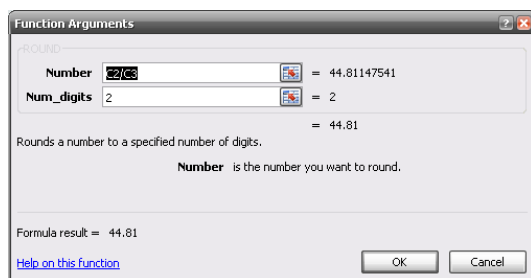 Function Arguments
ROUND
Number C2/C3 = 44.81147541
Num_digits 2 = 2
= 44.81
Rounds a number to a specified number of digits.
Number is the number you want to round.
Formula result = 44.81
Help on this function OK Cancel